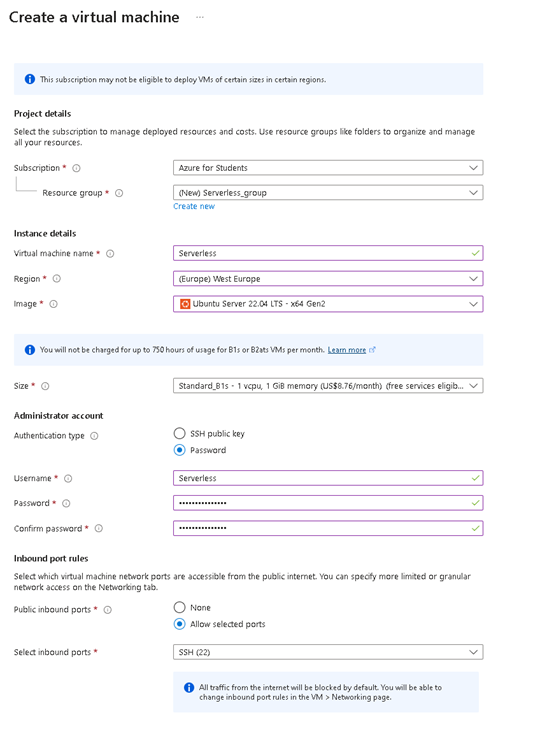 Create a virtual machine ...
This subscription may not be eligible to deploy VMs of certain sizes in certain regions.
Project details
Select the subscription to manage deployed resources and costs. Use resource groups like folders to organize and manage
all your resources.
Subscription *
Azure for Students
Resource group *
(New) Serverless_group
Create new
Instance details
Virtual machine name *
Serverless
Region *
(Europe) West Europe
Image *
Ubuntu Server 22.04 LTS - x64 Gen2
You will not be charged for up to 750 hours of usage for B1s or B2ats VMs per month. Learn more
Size *
Standard_B1s - 1 vcpu, 1 GiB memory (US$8.76/month) (free services eligib...
Administrator account
Authentication type
SSH public key
Password
Username *
Serverless
Password *
•••••••••••••••
Confirm password *
•••••••••••••••
Inbound port rules
Select which virtual machine network ports are accessible from the public internet. You can specify more limited or granular
network access on the Networking tab.
Public inbound ports *
None
Allow selected ports
Select inbound ports *
SSH (22)
All traffic from the internet will be blocked by default. You will be able to
change inbound port rules in the VM > Networking page.